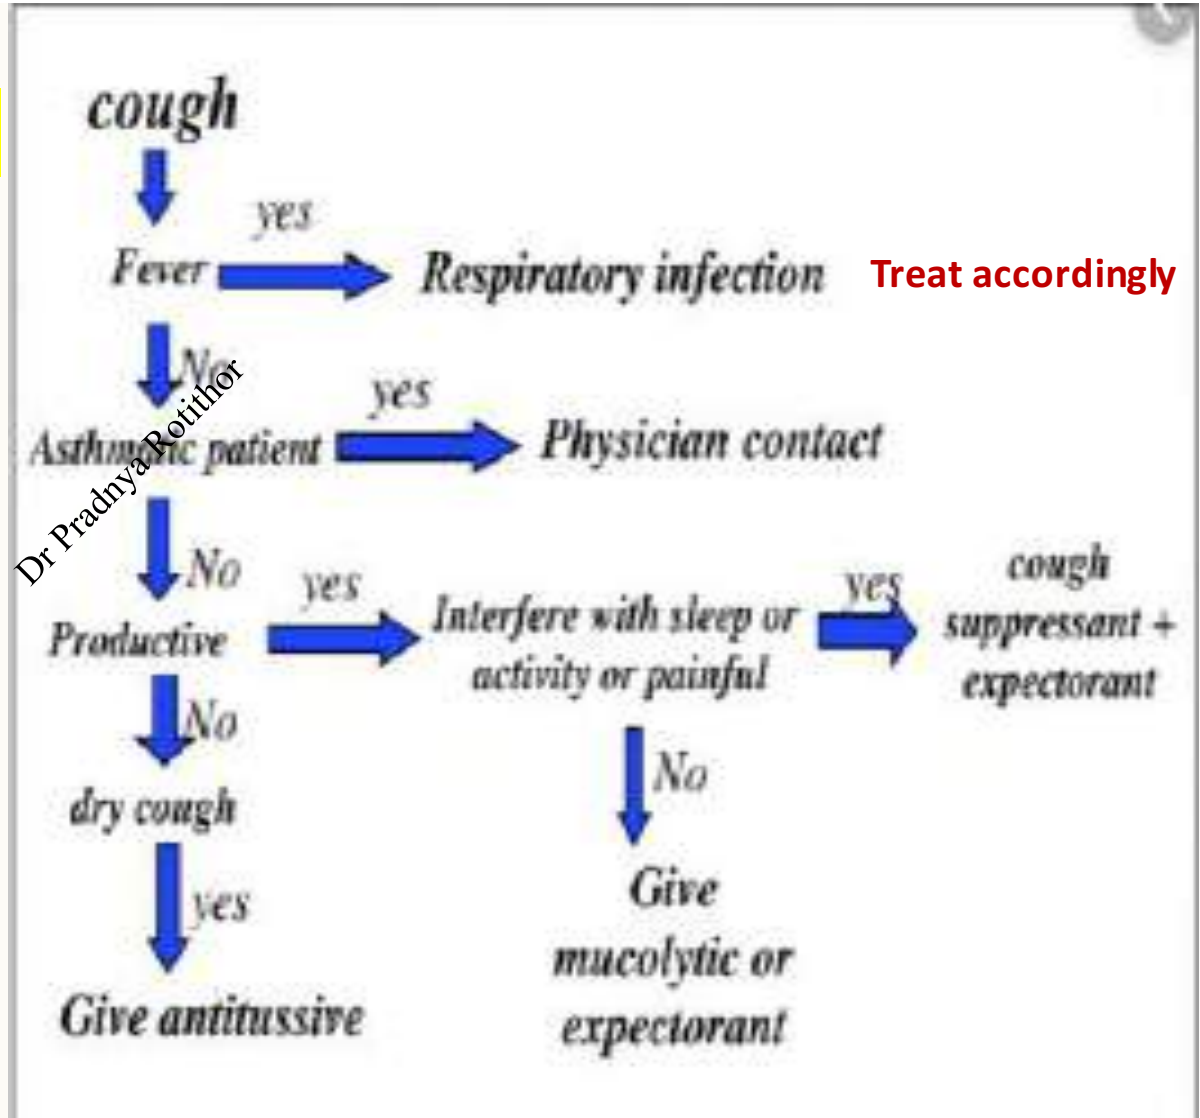 cough
yes
Fever
Respiratory infection
Treat accordingly
No
yes
Asthmatic patient
Physician contact
Dr Pradnya Rotithor
No
yes
yes
cough
suppressant +
expectorant
Productive
Interfere with sleep or
activity or painful
No
No
dry cough
yes
Give
mucolytic or
expectorant
Give antitussive